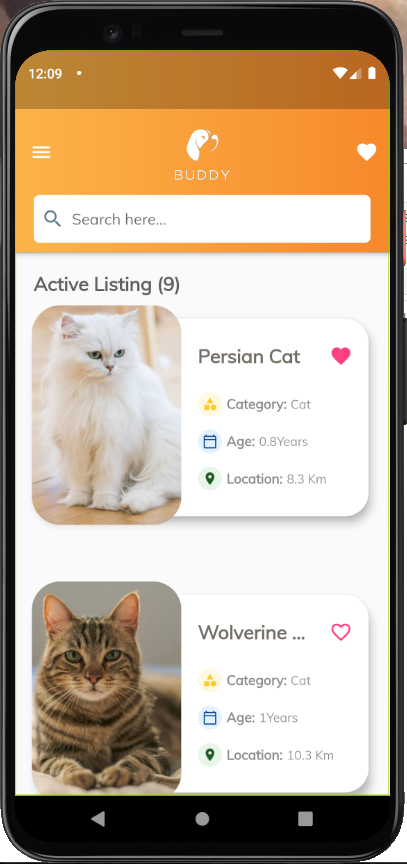 12:09
BUDDY
Search here...
Active Listing (9)
Persian Cat
Category: Cat
Age: 0.8Years
Location: 8.3 Km
Wolverine ...
Category: Cat
Age: 1Years
Location: 10.3 Km